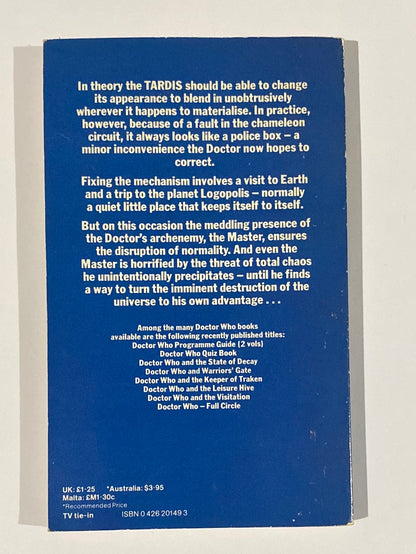 In theory the TARDIS should be able to change
its appearance to blend in unobtrusively
wherever it happens to materialise. In practice,
however, because of a fault in the chameleon
circuit, it always looks like a police box – a
minor inconvenience the Doctor now hopes to
correct.
Fixing the mechanism involves a visit to Earth
and a trip to the planet Logopolis – normally
a quiet little place that keeps itself to itself.
But on this occasion the meddling presence of
the Doctor's archenemy, the Master, ensures
the disruption of normality. And even the
Master is horrified by the threat of total chaos
he unintentionally precipitates – until he finds
a way to turn the imminent destruction of the
universe to his own advantage . . .
Among the many Doctor Who books
available are the following recently published titles:
Doctor Who Programme Guide (2 vols)
Doctor Who Quiz Book
Doctor Who and the State of Decay
Doctor Who and Warriors' Gate
Doctor Who and the Keeper of Traken
Doctor Who and the Leisure Hive
Doctor Who and the Visitation
Doctor Who – Full Circle
UK: £1·25 *Australia: $3·95
Malta: £M1·30c
*Recommended Price
TV tie-in ISBN 0 426 20149 3